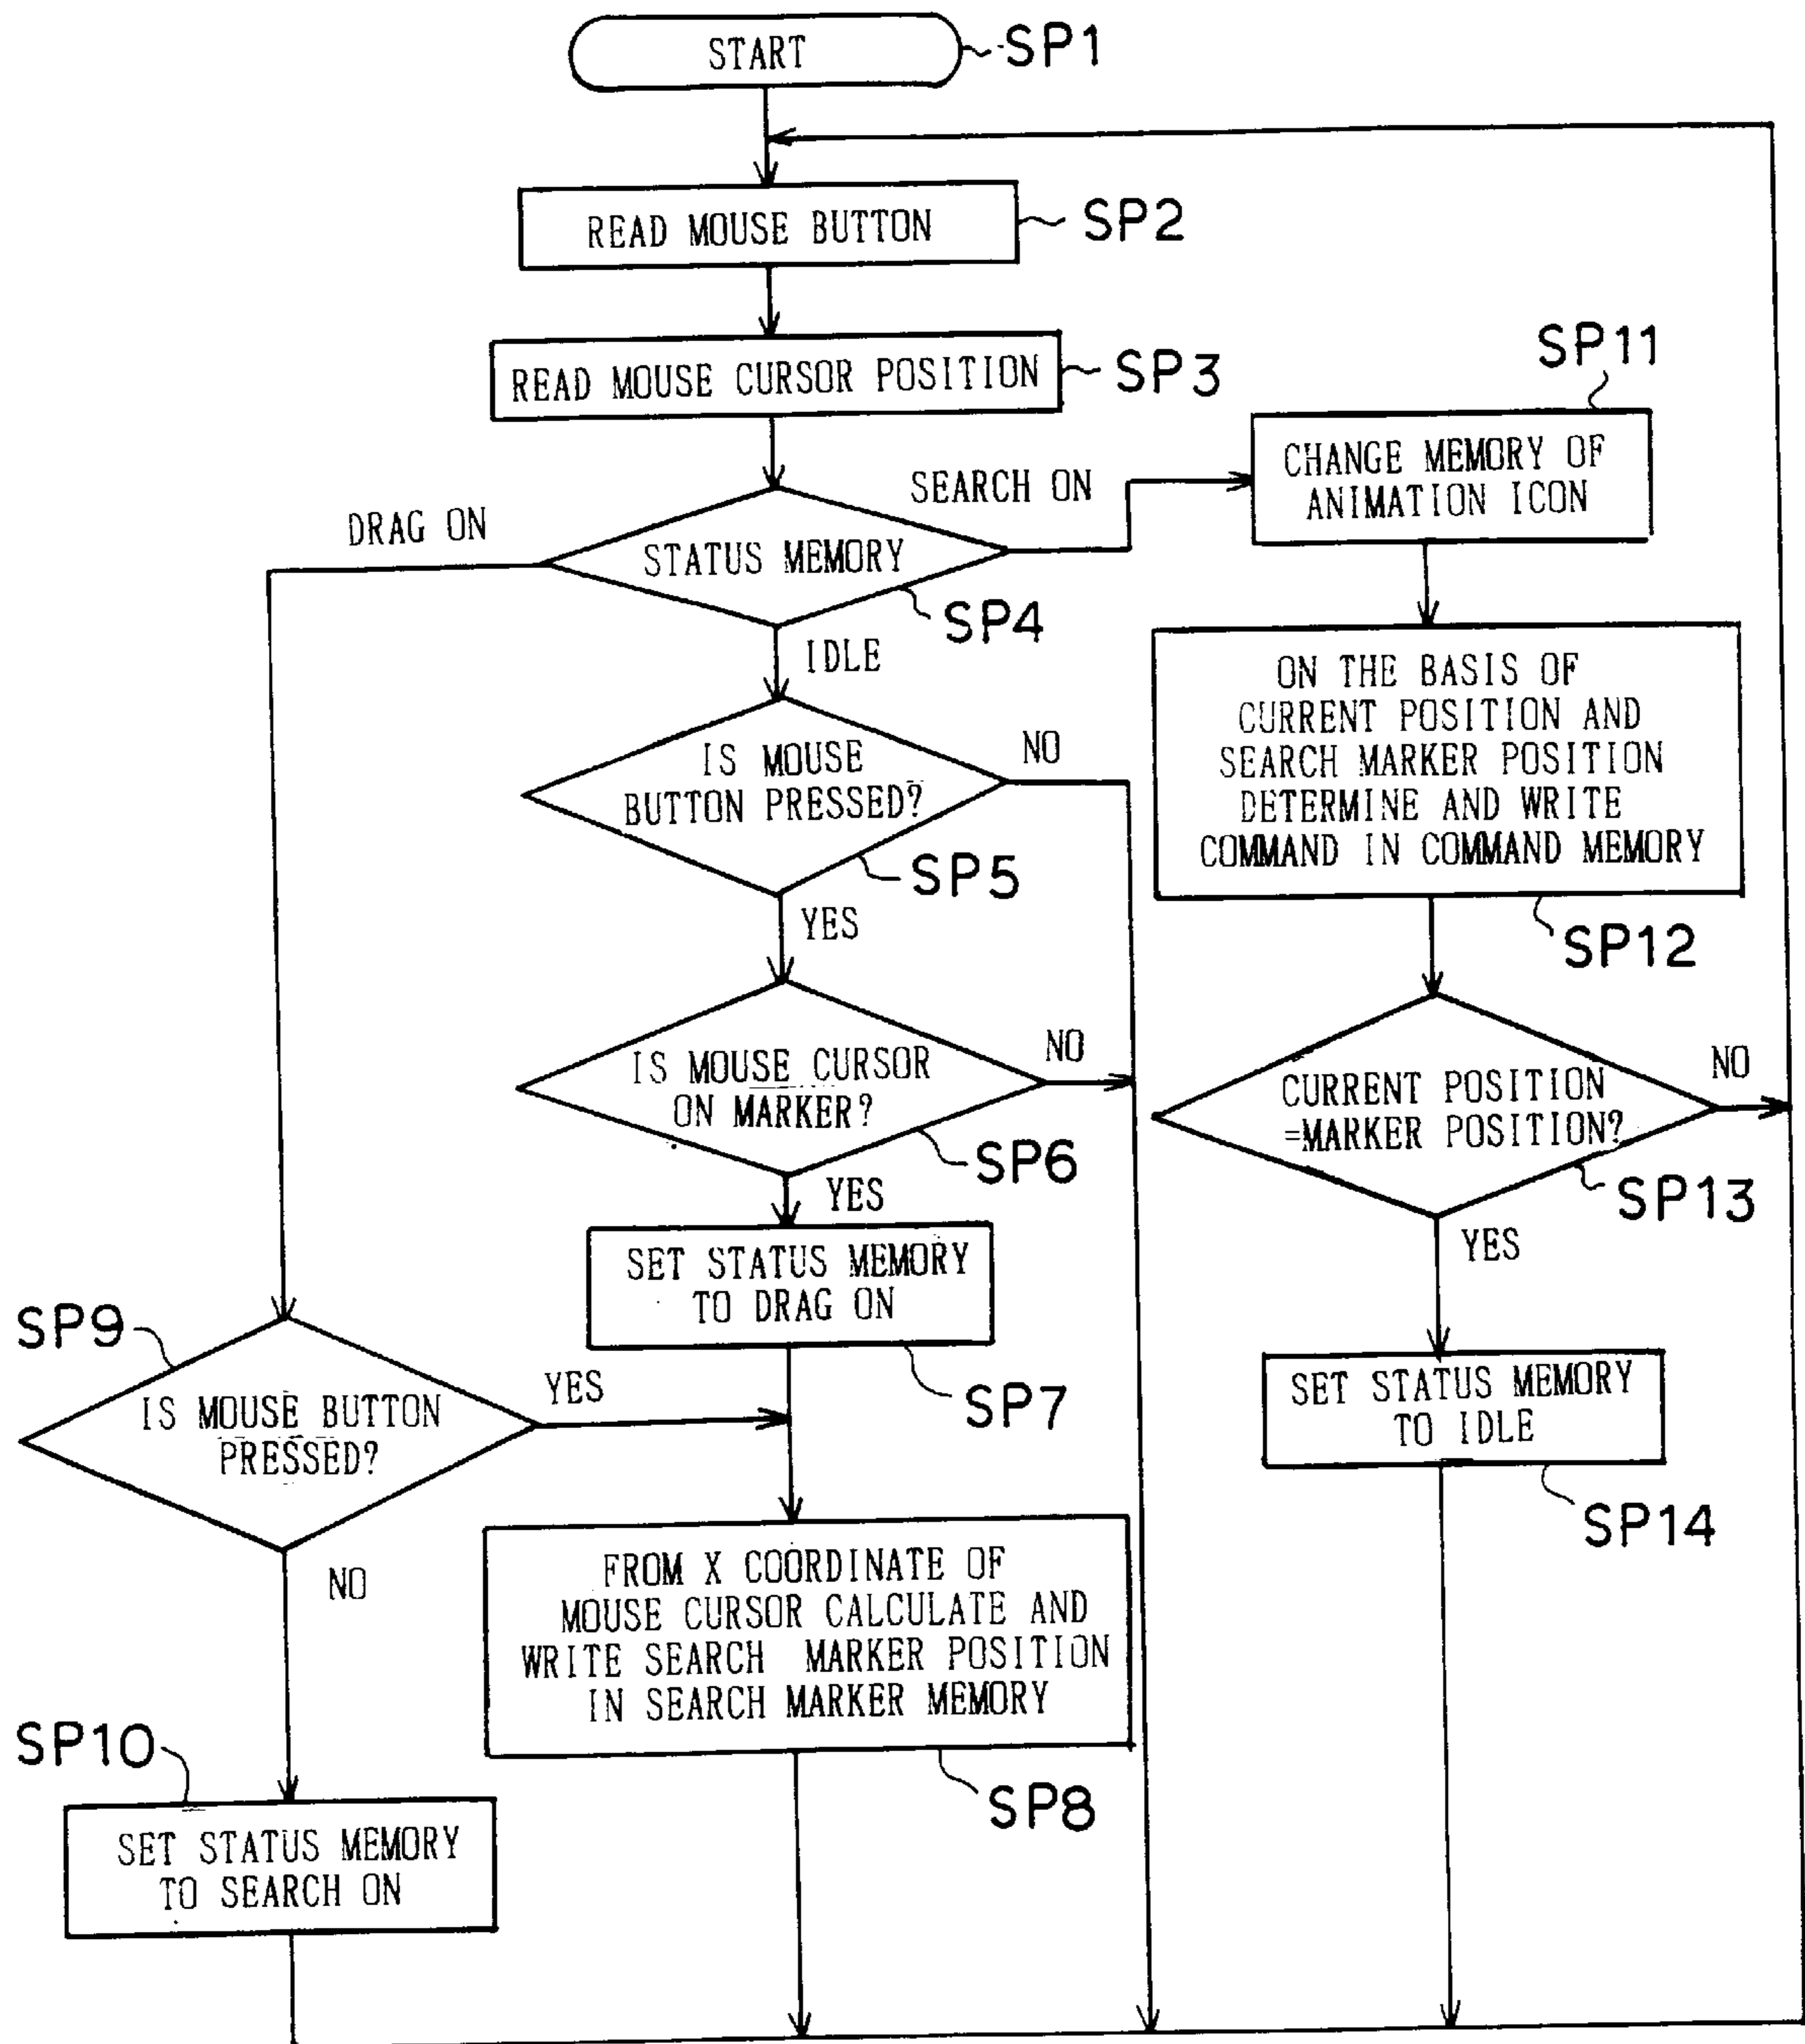 START
SP1
READ MOUSE BUTTON
SP2
READ MOUSE CURSOR POSITION
SP3
SP11
CHANGE MEMORY OF
ANIMATION ICON
SEARCH ON
DRAG ON
STATUS MEMORY
SP4
IDLE
ON THE BASIS OF
CURRENT POSITION AND
SEARCH MARKER POSITION
DETERMINE AND WRITE
COMMAND IN COMMAND MEMORY
SP12
IS MOUSE
BUTTON PRESSED?
NO
SP5
YES
IS MOUSE CURSOR
ON MARKER?
NO
SP6
YES
CURRENT POSITION
=MARKER POSITION?
NO
SP13
YES
SET STATUS MEMORY
TO DRAG ON
SP7
SP9
IS MOUSE BUTTON
PRESSED?
YES
NO
SET STATUS MEMORY
TO IDLE
SP14
FROM X COORDINATE OF
MOUSE CURSOR CALCULATE AND
WRITE SEARCH MARKER POSITION
IN SEARCH MARKER MEMORY
SP8
SP10
SET STATUS MEMORY
TO SEARCH ON